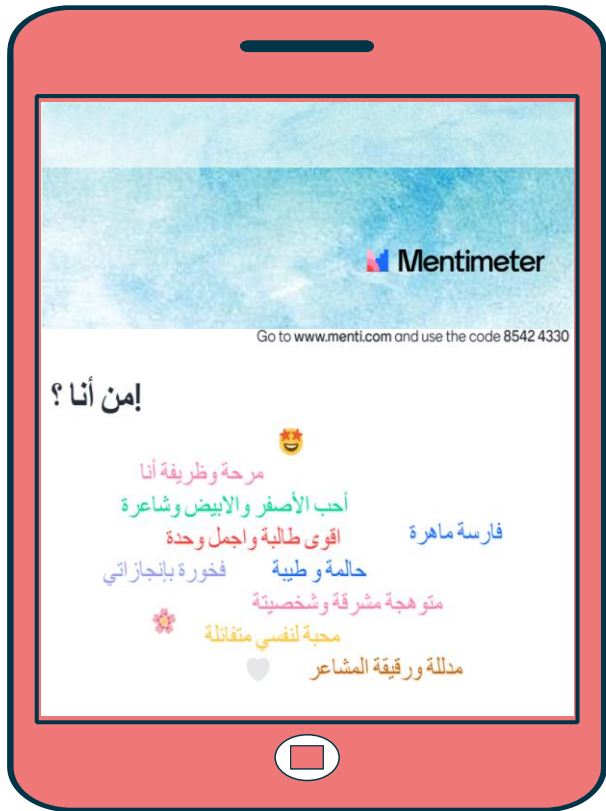 Mentimeter
Go to www.menti.com and use the code 8542 4330
من أنا ؟!
مرحة وظريفة أنا
أحب الأصفر والابيض وشاعرة
اقوى طالبة واجمل وحدة
فارسة ماهرة
حالمة و طيبة
فخورة بإنجازاتي
متوهجة مشرقة وشخصيتة
محبة لنفسي متفائلة
مدللة ورقيقة المشاعر